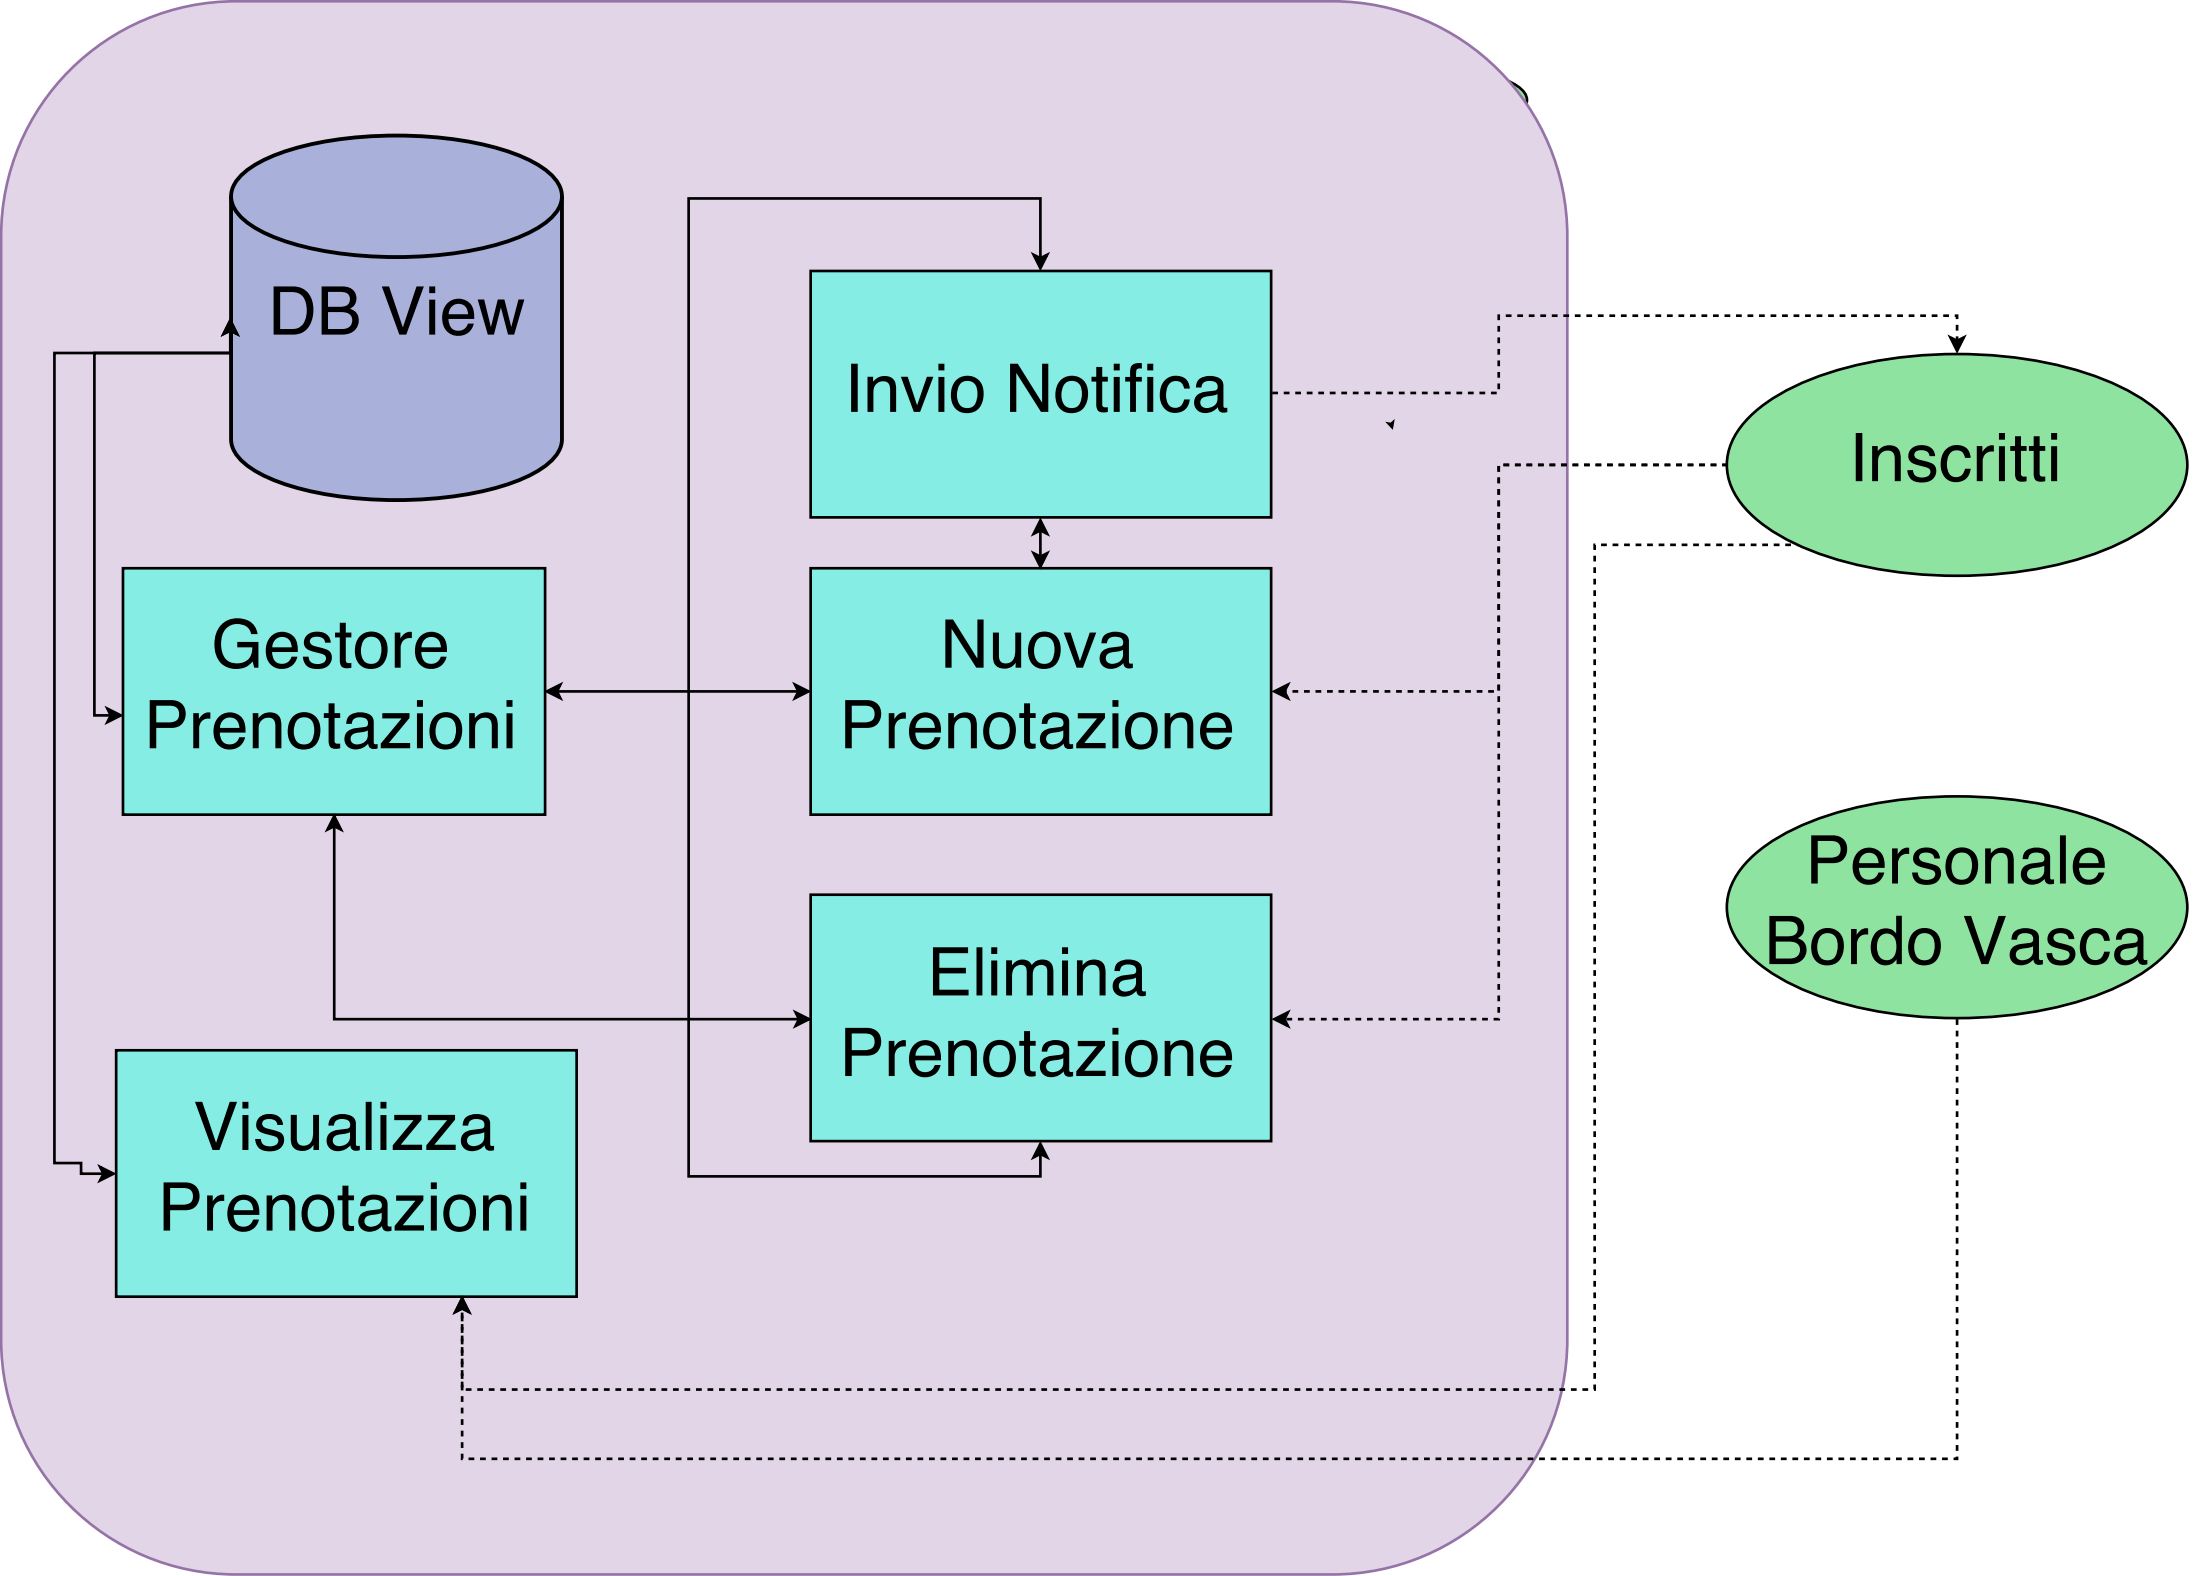 DB View
Invio Notifica
Inscritti
Gestore
Prenotazioni
Nuova
Prenotazione
Personale
Bordo Vasca
Elimina
Prenotazione
Visualizza
Prenotazioni